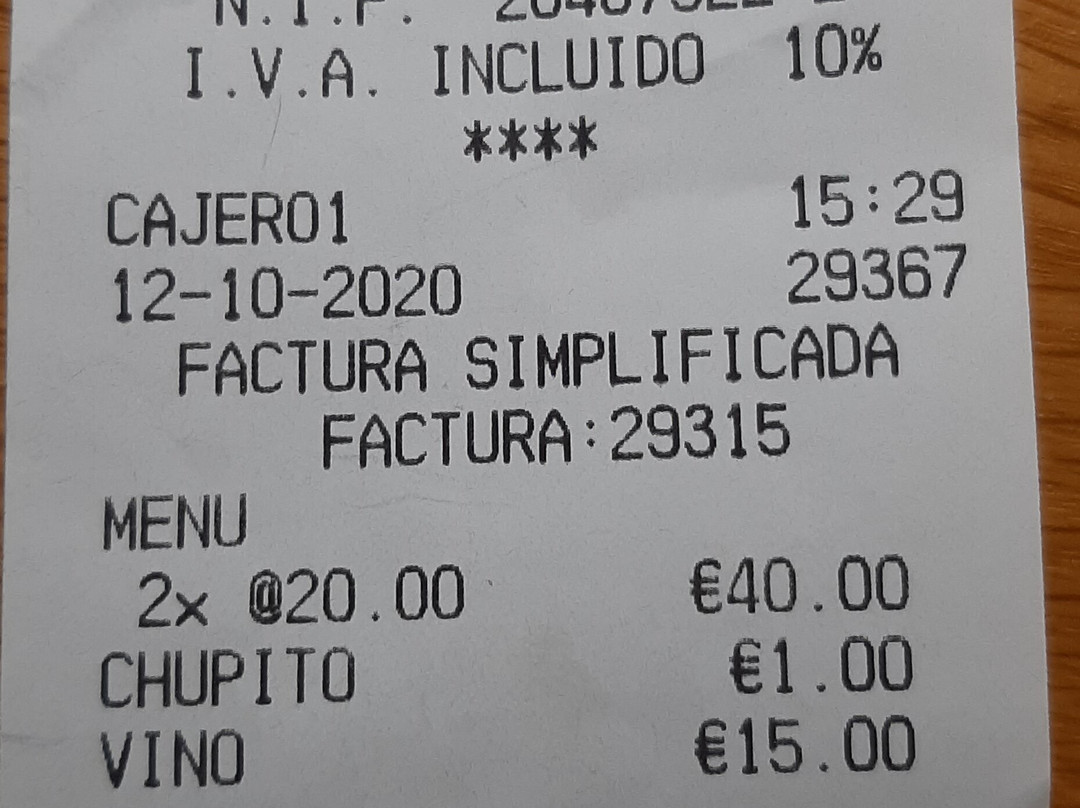 N.I.F.
I.V.A. INCLUIDO 10%
****
CAJERO1 15:29
12-10-2020 29367
FACTURA SIMPLIFICADA
FACTURA:29315
MENU
2x @20.00 €40.00
CHUPITO €1.00
VINO €15.00